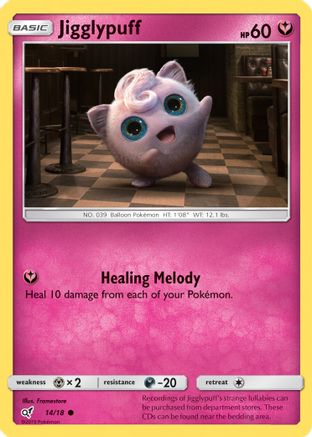 BASIC Jigglypuff HP60
NO. 039 Balloon Pokémon HT: 1'08" WT: 12.1 lbs.
Healing Melody
Heal 10 damage from each of your Pokémon.
weakness ×2 resistance -20 retreat
Illus. Framestore
14/18
©2019 Pokémon
Recordings of Jigglypuff's strange lullabies
can be purchased from department stores. These
CDs can be found near the bedding area.